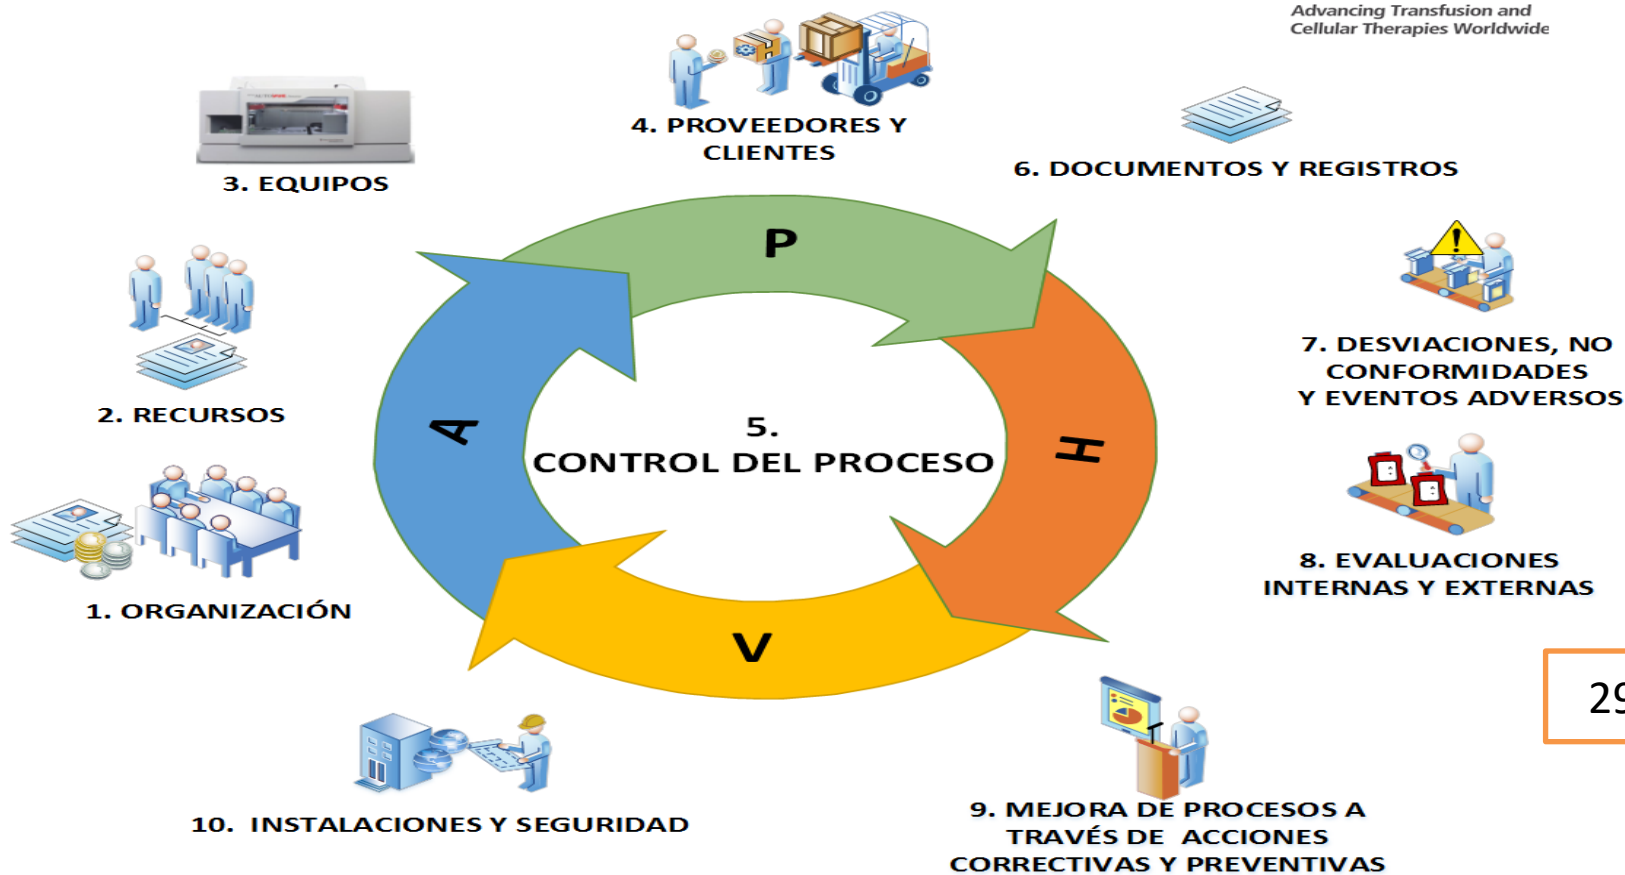 Advancing Transfusion and
Cellular Therapies Worldwide
4. PROVEEDORES Y
CLIENTES
3. EQUIPOS
6. DOCUMENTOS Y REGISTROS
P
2. RECURSOS
7. DESVIACIONES, NO
CONFORMIDADES
Y EVENTOS ADVERSOS
A
H
5.
CONTROL DEL PROCESO
1. ORGANIZACIÓN
8. EVALUACIONES
INTERNAS Y EXTERNAS
V
29
10. INSTALACIONES Y SEGURIDAD
9. MEJORA DE PROCESOS A
TRAVÉS DE ACCIONES
CORRECTIVAS Y PREVENTIVAS